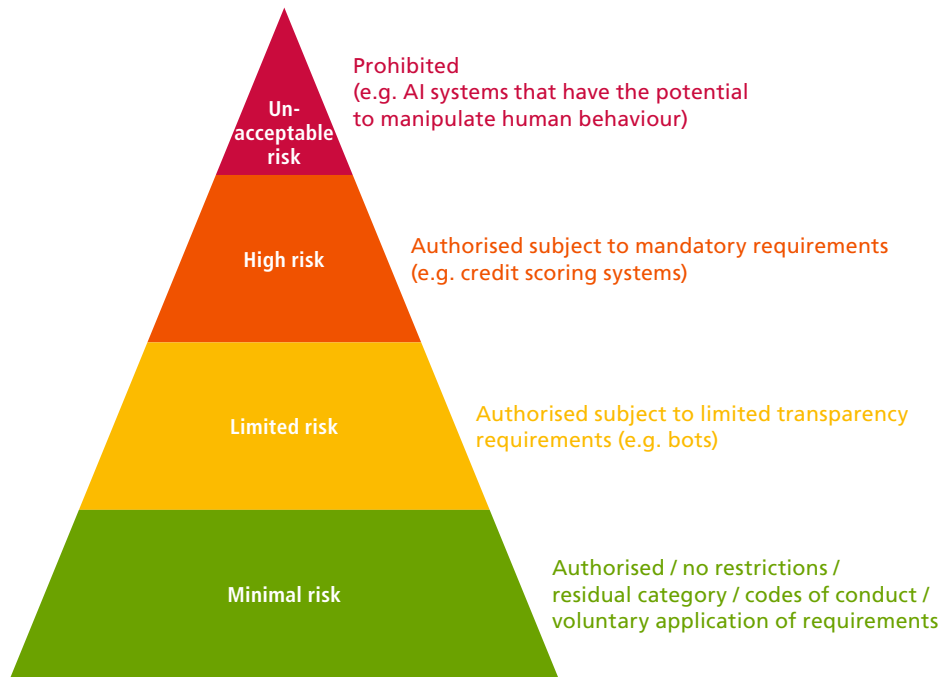 Prohibited
(e.g. AI systems that have the potential
to manipulate human behaviour)
Un-
acceptable
risk
High risk
Authorised subject to mandatory requirements
(e.g. credit scoring systems)
Limited risk
Authorised subject to limited transparency
requirements (e.g. bots)
Minimal risk
Authorised / no restrictions /
residual category / codes of conduct /
voluntary application of requirements